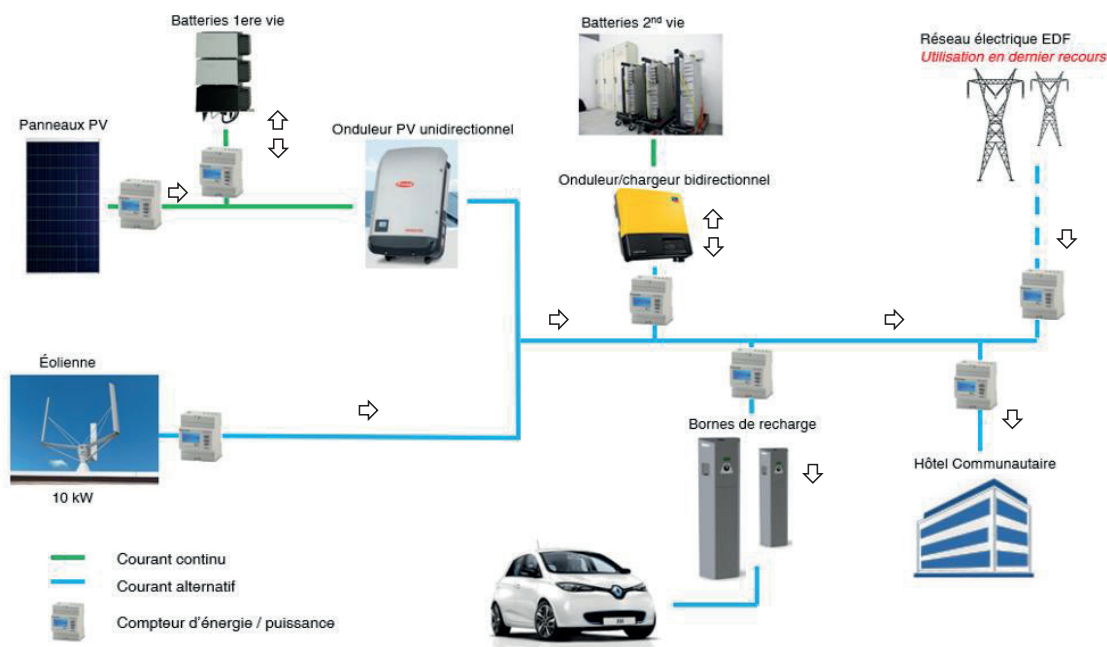 Batteries 1ere vie
Batteries 2nd vie
Réseau électrique EDF
Utilisation en dernier recours
Panneaux PV
Onduleur PV unidirectionnel
Onduleur/chargeur bidirectionnel
Éolienne
10 kW
Bornes de recharge
Hôtel Communautaire
Courant continu
Courant alternatif
Compteur d'énergie / puissance